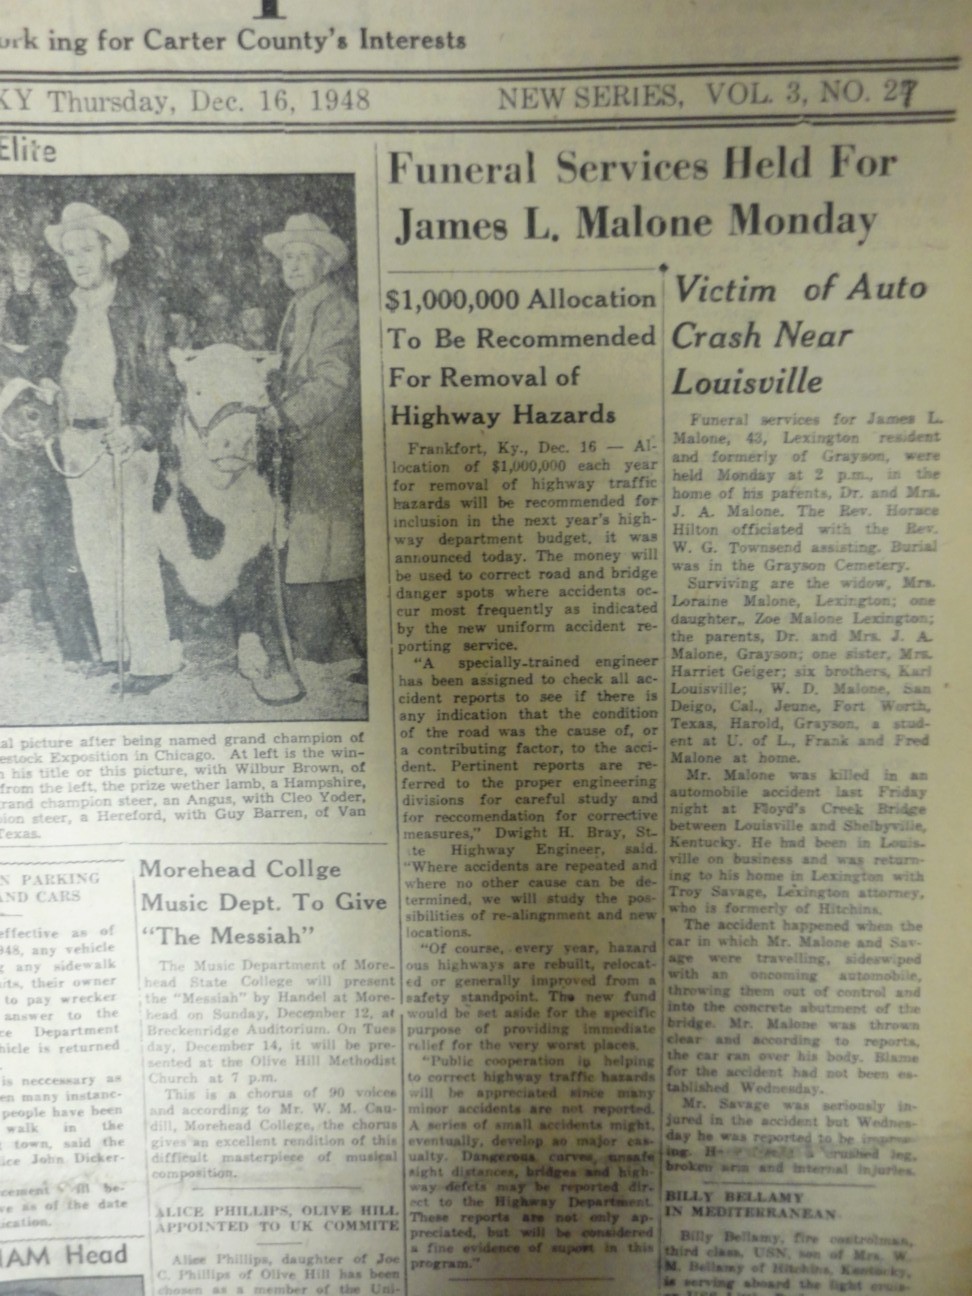 ing for Carter County's Interests
KY Thursday, Dec. 16, 1948
NEW SERIES, VOL. 3, NO. 27
Elite
al picture after being named grand champion of
estock Exposition in Chicago. At left is the win-
his title or this picture, with Wilbur Brown, of
from the left, the prize wether lamb, a Hampshire,
rand champion steer, an Angus, with Cleo Yoder,
ion steer, a Hereford, with Guy Barren, of Van
Texas.
N PARKING
AND CARS
effective as of
948, any vehicle
any sidewalk
rts, their owner
to pay wrecker
answer to the
ce Department
hicle is returned
is neccessary as
en many instanc-
people have been
walk in the
town, said the
ice John Dicker-
cement be-
ve as of the date
ication.
HAM Head
Morehead Collge
Music Dept. To Give
"The Messiah"
The Music Department of More-
head State College will present
the "Messiah" by Handel at More-
head on Sunday, December 12, at
Breckenridge Auditorium. On Tues
day, December 14, it will be pre-
sented at the Olive Hill Methodist
Church at 7 p.m.
This is a chorus of 90 voices
and according to Mr. W. M. Cau-
dill, Morehead College, the chorus
gives an excellent rendition of this
difficult masterpiece of musical
composition.
ALICE PHILLIPS, OLIVE HILL
APPOINTED TO UK COMMITE
Alice Phillips, daughter of Joe
C. Phillips of Olive Hill has been
chosen as a member of the Uni-
Funeral Services Held For
James L. Malone Monday
$1,000,000 Allocation
To Be Recommended
For Removal of
Highway Hazards
Frankfort, Ky., Dec. 16 — Al-
location of $1,000,000 each year
for removal of highway traffic
hazards will be recommended for
inclusion in the next year's high-
way department budget, it was
announced today. The money will
be used to correct road and bridge
danger spots where accidents oc-
cur most frequently as indicated
by the new uniform accident re-
porting service.
"A specially-trained engineer
has been assigned to check all ac-
cident reports to see if there is
any indication that the condition
of the road was the cause of, or
a contributing factor, to the acci-
dent. Pertinent reports are re-
ferred to the proper engineering
divisions for careful study and
for reccomendation for corrective
measures," Dwight H. Bray, St-
te Highway Engineer, said.
"Where accidents are repeated and
where no other cause can be de-
termined, we will study the pos-
sibilities of re-alingnment and new
locations.
"Of course, every year, hazard
ous highways are rebuilt, relocat-
ed or generally improved from a
safety standpoint. The new fund
would be set aside for the specific
purpose of providing immediate
relief for the very worst places.
"Public cooperation in helping
to correct highway traffic hazards
will be appreciated since many
minor accidents are not reported.
A series of small accidents might,
eventually, develop ao major cas-
ualty. Dangerous curves, unsafe
sight distances, bridges and high-
way defcts may be reported dir-
ect to the Highway Department.
These reports are not only ap-
preciated, but will be considered
a fine evidence of suport in this
program."
Victim of Auto
Crash Near
Louisville
Funeral services for James L.
Malone, 43, Lexington resident
and formerly of Grayson, were
held Monday at 2 p.m., in the
home of his patents, Dr. and Mrs.
J. A. Malone. The Rev. Horace
Hilton officiated with the Rev.
W. G. Townsend assisting. Burial
was in the Grayson Cemetery.
Surviving are the widow, Mrs.
Loraine Malone, Lexington; one
daughter,, Zoe Malone Lexington;
the parents, Dr. and Mrs. J. A.
Malone, Grayson; one sister, Mrs.
Harriet Geiger; six brothers, Karl
Louisville; W. D. Malone, San
Deigo, Cal., Jeune, Fort Worth,
Texas, Harold, Grayson, a stud-
ent at U. of L., Frank and Fred
Malone at home.
Mr. Malone was killed in an
automobile accident last Friday
night at Floyd's Creek Bridge
between Louisville and Shelbyville,
Kentucky. He had been in Louis-
ville on business and was return-
ing to his home in Lexington with
Troy Savage, Lexington attorney,
who is formerly of Hitchins.
The accident happened when the
car in which Mr. Malone and Sav-
age were travelling, sideswiped
with an oncoming automobile,
throwing them out of control and
into the concrete abutment of the
bridge. Mr. Malone was thrown
clear and according to reports,
the car ran over his body. Blame
for the accident had not been es-
tablished Wednesday.
Mr. Savage was seriously in-
jured in the accident but Wednes-
day he was reported to be improv-
ing. crushed leg,
broken arm and internal injuries.
BILLY BELLAMY
IN MEDITERRANEAN
Billy Bellamy, fire controlman,
third class, USN, son of Mrs. W.
M. Bellamy of Hitchins, Kentucky,
is serving aboard the light cruis-